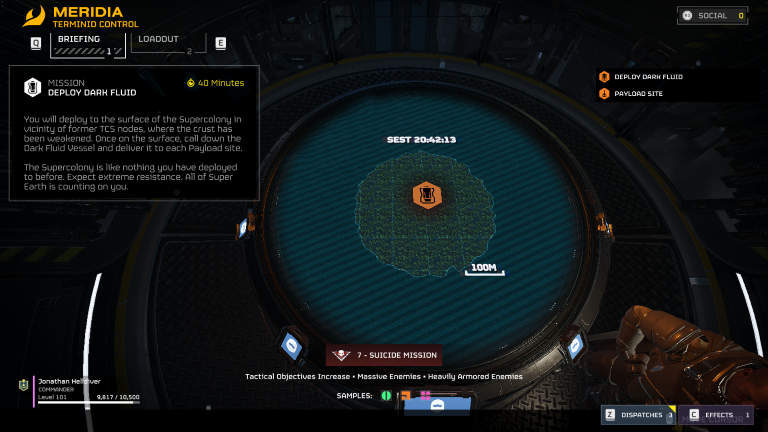 MERIDIA
TERMINID CONTROL
SOCIAL 0
Q
BRIEFING
1
LOADOUT
2
E
MISSION
DEPLOY DARK FLUID
40 Minutes
You will deploy to the surface of the Supercolony in
vicinity of former TCS nodes, where the crust has
been weakened. Once on the surface, call down the
Dark Fluid Vessel and deliver it to each Payload site.
The Supercolony is like nothing you have deployed
to before. Expect extreme resistance. All of Super
Earth is counting on you.
DEPLOY DARK FLUID
PAYLOAD SITE
SEST 20:42:13
100M
7 - SUICIDE MISSION
Tactical Objectives Increase • Massive Enemies • Heavily Armored Enemies
SAMPLES:
Jonathan Helldiver
COMMANDER
Level 101
9,817 / 10,500
Z DISPATCHES 3
C EFFECTS 1
CURSOR